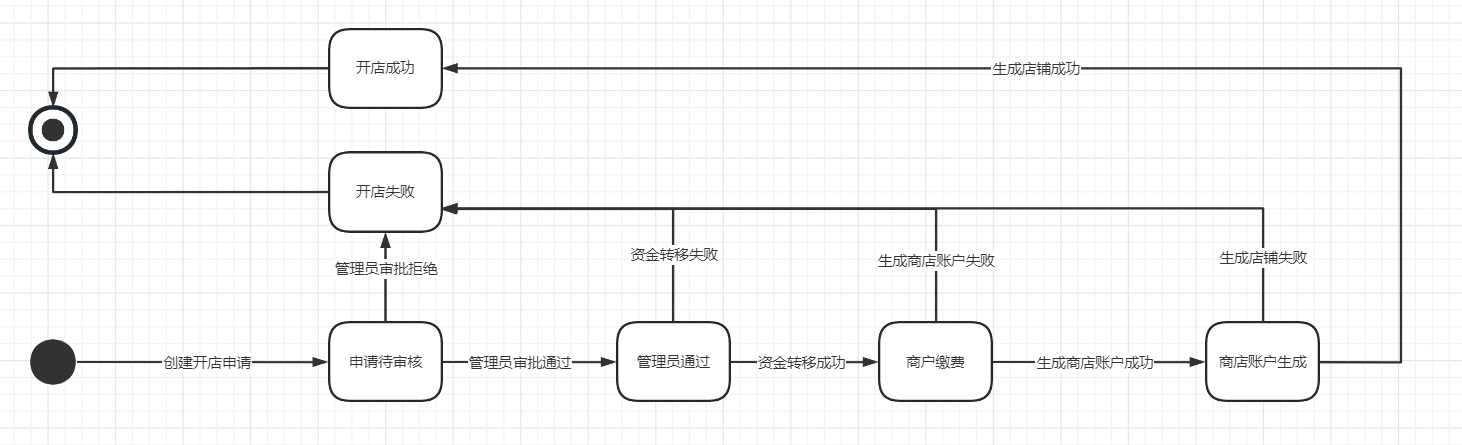 开店成功
生成店铺成功
开店失败
资金转移失败
生成商店账户失败
生成店铺失败
管理员审批拒绝
创建开店申请
申请待审核
管理员审批通过
管理员通过
资金转移成功
商户缴费
生成商店账户成功
商店账户生成